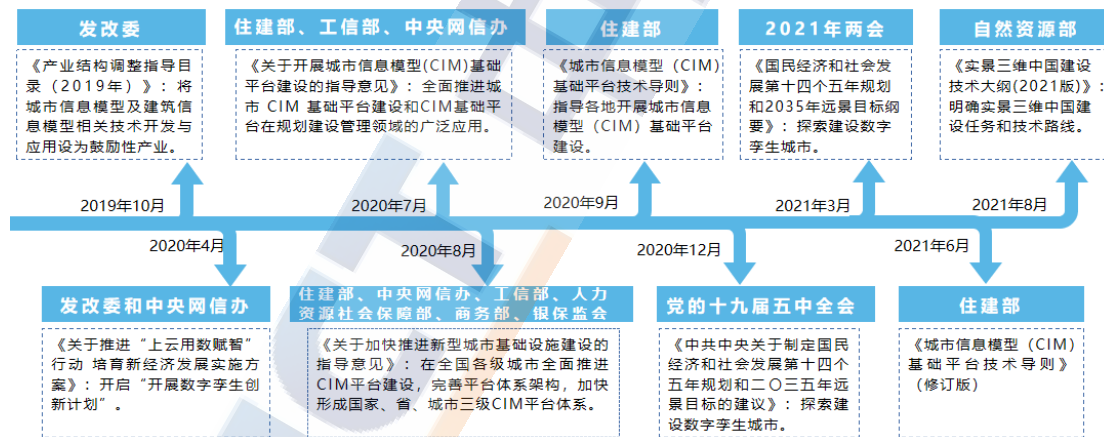 发改委
住建部、工信部、中央网信办
住建部
2021年两会
自然资源部
《产业结构调整指导目
录（2019年）》：将
城市信息模型及建筑信
息模型相关技术开发与
应用设为鼓励性产业。
《关于开展城市信息模型(CIM)基础
平台建设的指导意见》：全面推进城
市 CIM 基础平台建设和CIM基础平
台在规划建设管理领域的广泛应用。
《城市信息模型（CIM）
基础平台技术导则》：
指导各地开展城市信息
模型（CIM）基础平台
建设。
《国民经济和社会发
展第十四个五年规划
和2035年远景目标纲
要》：探索建设数字
孪生城市。
《实景三维中国建设
技术大纲(2021版)》：
明确实景三维中国建
设任务和技术路线。
2019年10月
2020年7月
2020年9月
2021年3月
2021年8月
2020年4月
2020年8月
2020年12月
2021年6月
发改委和中央网信办
住建部、中央网信办、工信部、人力
资源社会保障部、商务部、银保监会
党的十九届五中全会
住建部
《关于推进“上云用数赋智”
行动 培育新经济发展实施方
案》：开启“开展数字孪生创
新计划”。
《关于加快推进新型城市基础设施建设的
指导意见》：在全国各级城市全面推进
CIM平台建设，完善平台体系架构，加快
形成国家、省、城市三级CIM平台体系。
《中共中央关于制定国民
经济和社会发展第十四个
五年规划和二〇三五年远
景目标的建议》：探索建
设数字孪生城市。
《城市信息模型（CIM）
基础平台技术导则》
（修订版）